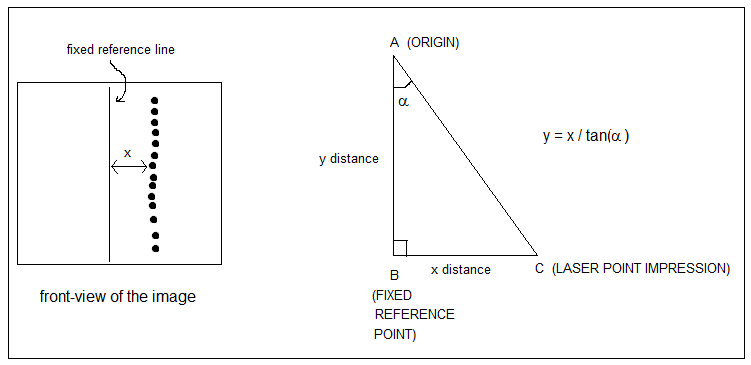 fixed reference line
x
front-view of the image
A (ORIGIN)
α
y distance
y = x / tan(α )
B
x distance
C (LASER POINT IMPRESSION)
(FIXED
REFERENCE
POINT)